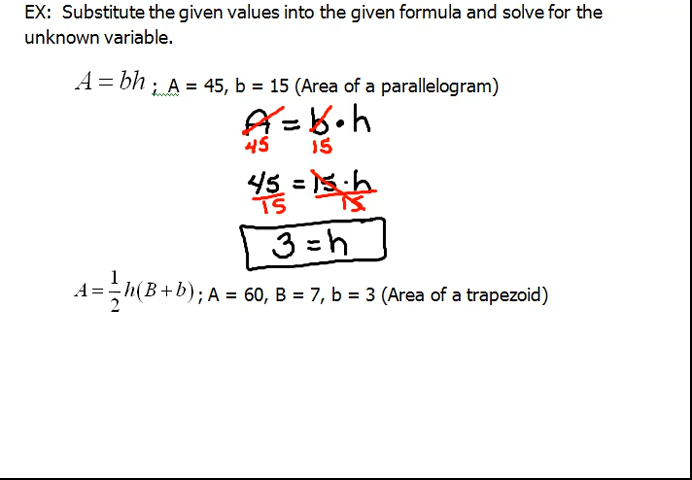 EX: Substitute the given values into the given formula and solve for the
unknown variable.
A = bh ; A = 45, b = 15 (Area of a parallelogram)
A = b · h
45 15
45 = 15 · h
15 15
3 = h
A = 1/2 h(B + b) ; A = 60, B = 7, b = 3 (Area of a trapezoid)